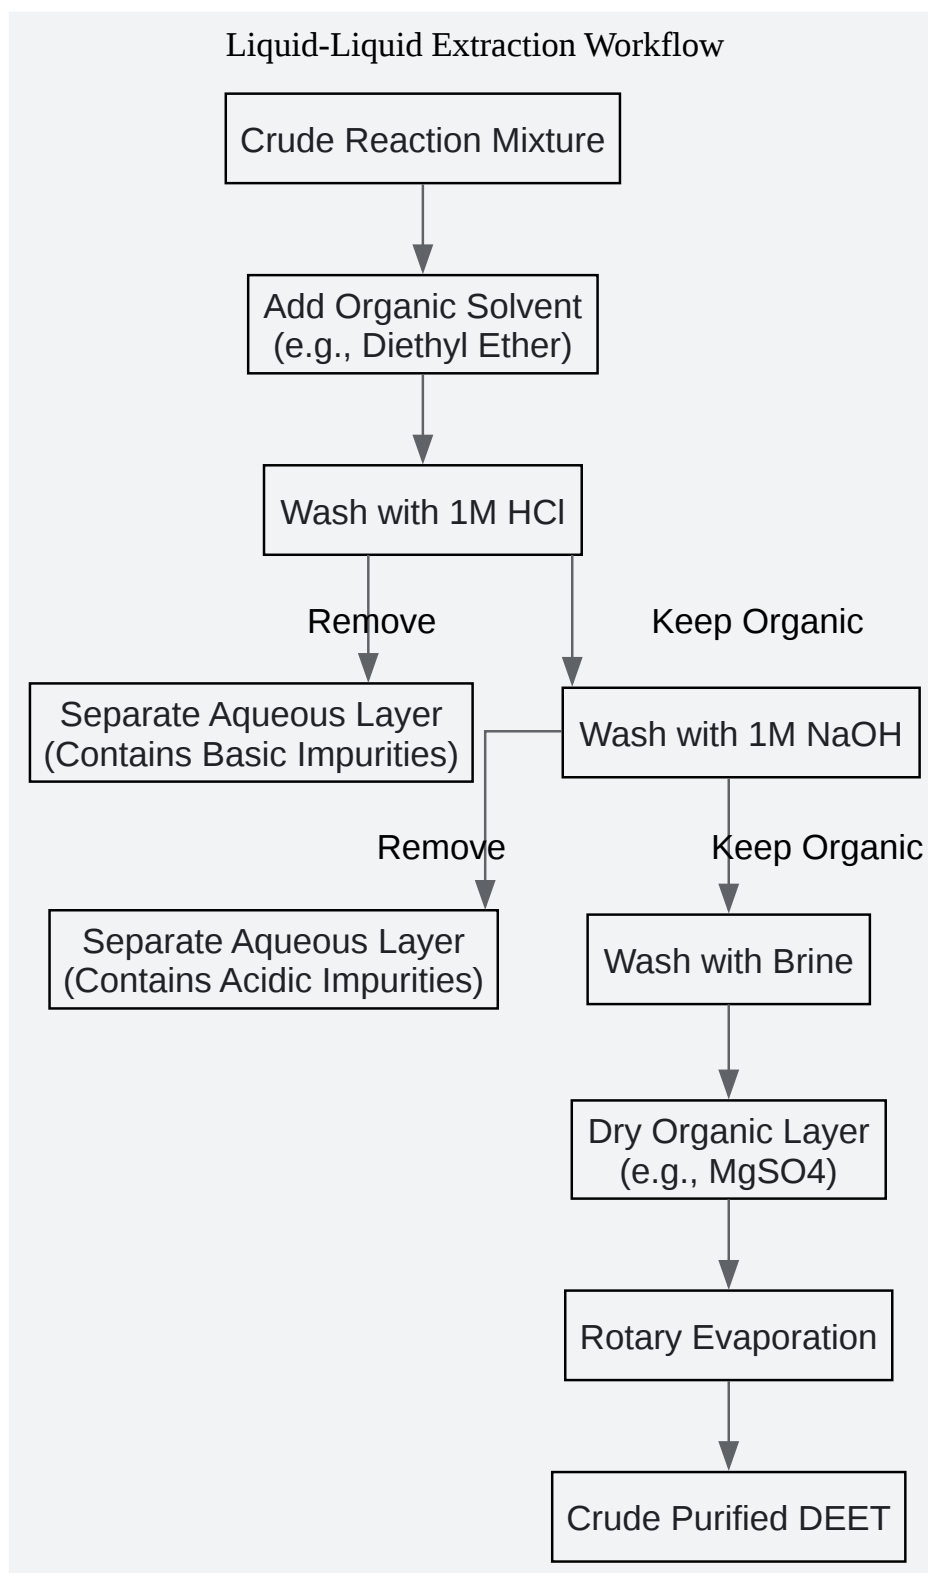 Liquid-Liquid Extraction Workflow
Crude Reaction Mixture
Add Organic Solvent
(e.g., Diethyl Ether)
Wash with 1M HCl
Remove
Keep Organic
Separate Aqueous Layer
(Contains Basic Impurities)
Wash with 1M NaOH
Remove
Keep Organic
Separate Aqueous Layer
(Contains Acidic Impurities)
Wash with Brine
Dry Organic Layer
(e.g., MgSO4)
Rotary Evaporation
Crude Purified DEET